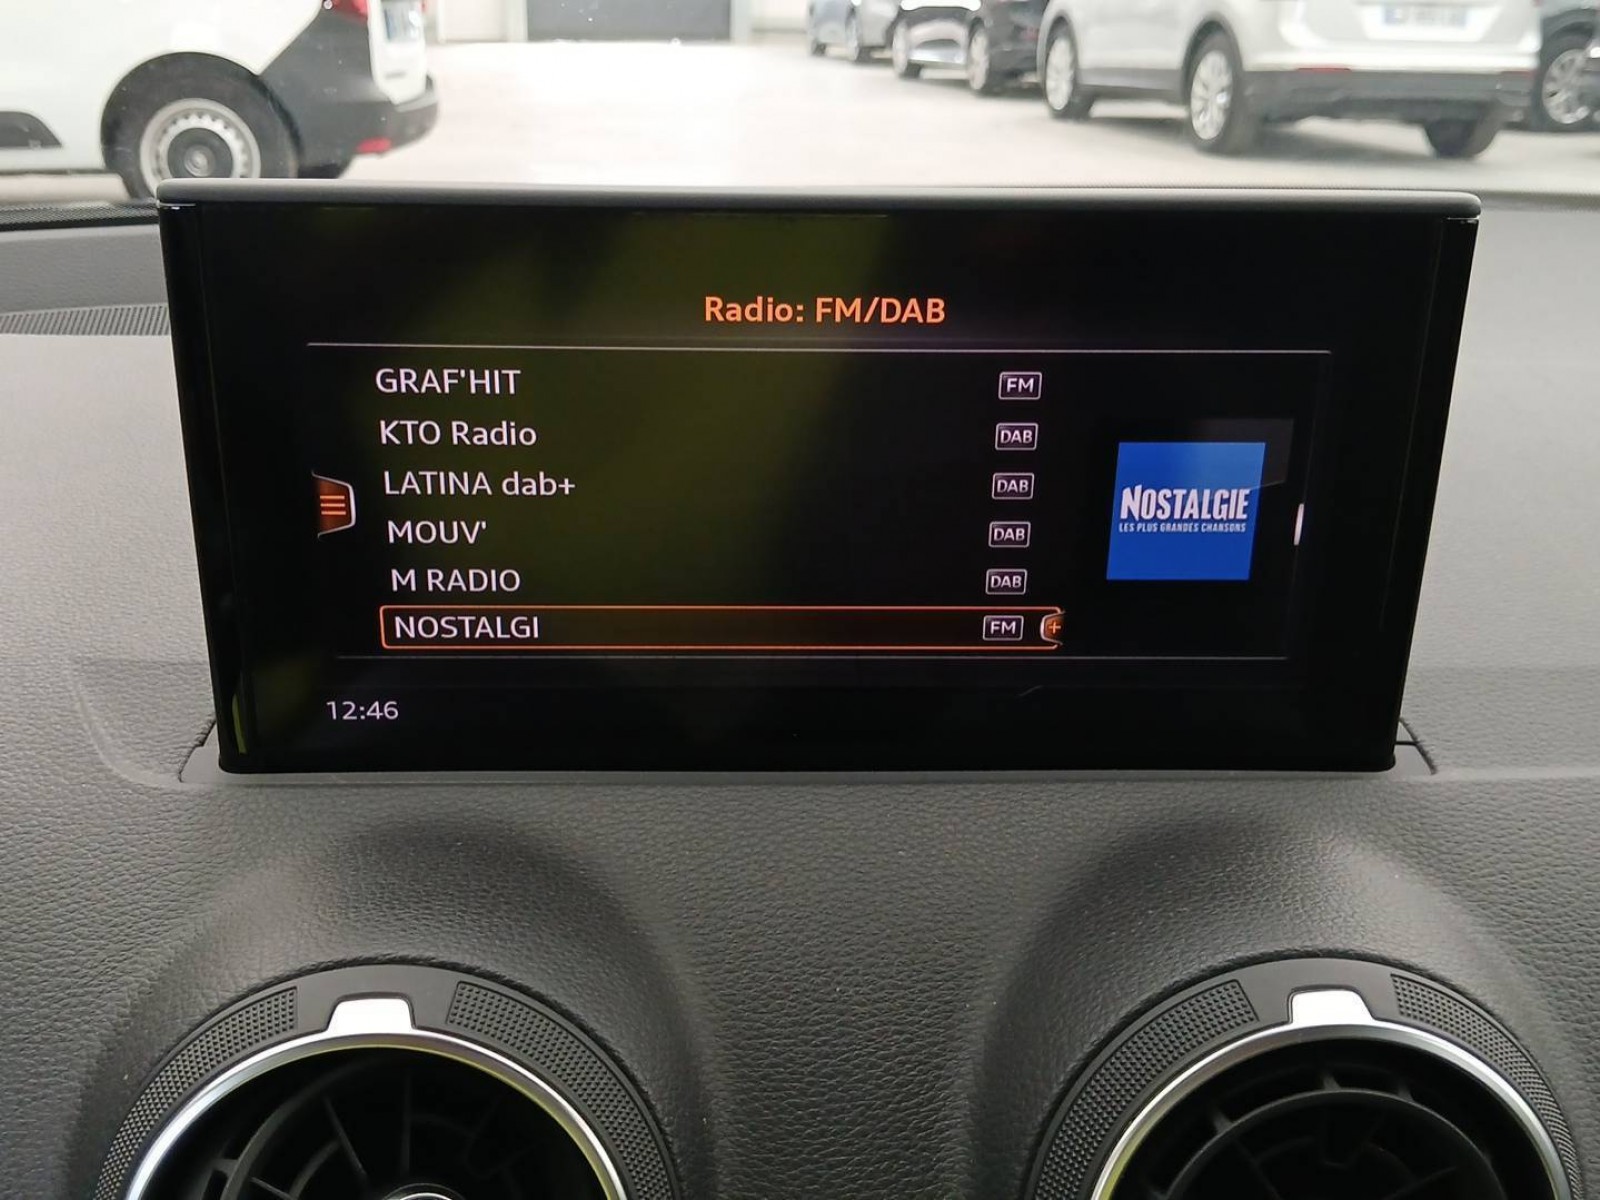 Radio: FM/DAB
GRAF'HIT FM
KTO Radio DAB
LATINA dab+ DAB
MOUV' DAB
M RADIO DAB
NOSTALGI FM +
NOSTALGIE
LES PLUS GRANDES CHANSONS
12:46